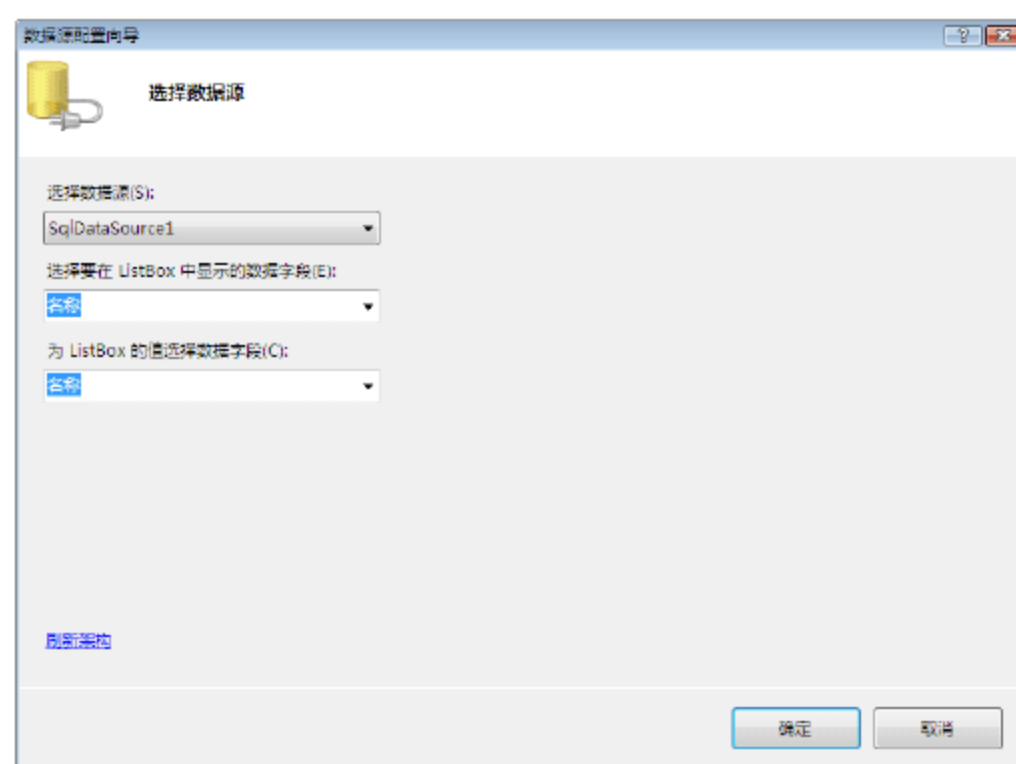 数据源配置向导
选择数据源
选择数据源(S):
SqlDataSource1
选择要在 ListBox 中显示的数据字段(E):
名称
为 ListBox 的值选择数据字段(C):
名称
刷新架构
确定
取消